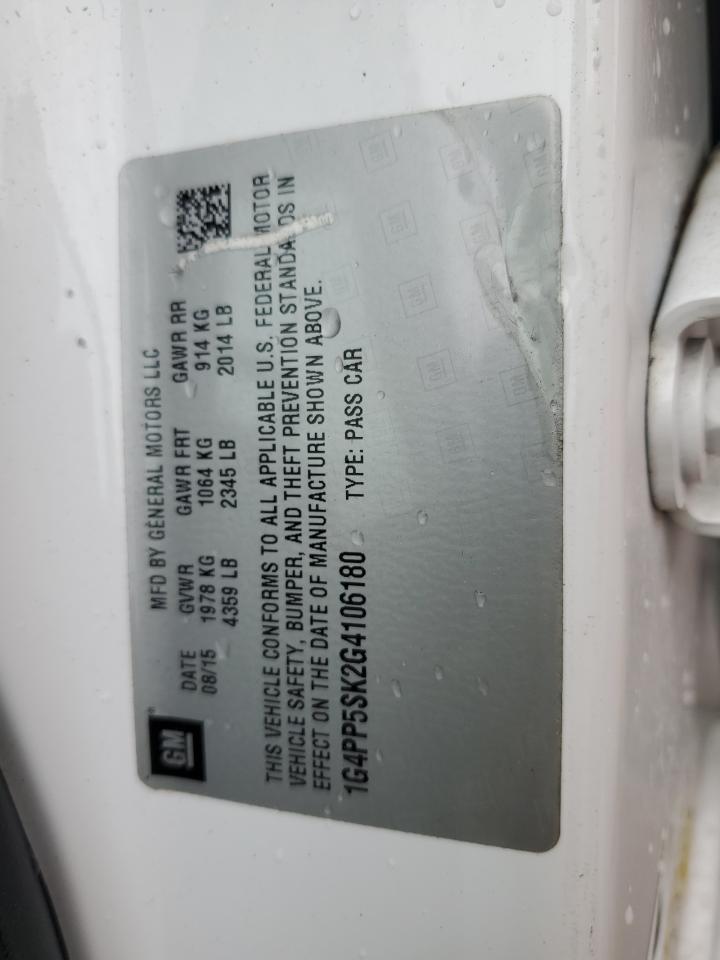 GM
MFD BY GENERAL MOTORS LLC
DATE GVWR GAWR FRT GAWR RR
08/15 1978 KG 1064 KG 914 KG
4359 LB 2345 LB 2014 LB
THIS VEHICLE CONFORMS TO ALL APPLICABLE U.S. FEDERAL MOTOR
VEHICLE SAFETY, BUMPER, AND THEFT PREVENTION STANDARDS IN
EFFECT ON THE DATE OF MANUFACTURE SHOWN ABOVE.
1G4PP5SK2G4106180 TYPE: PASS CAR